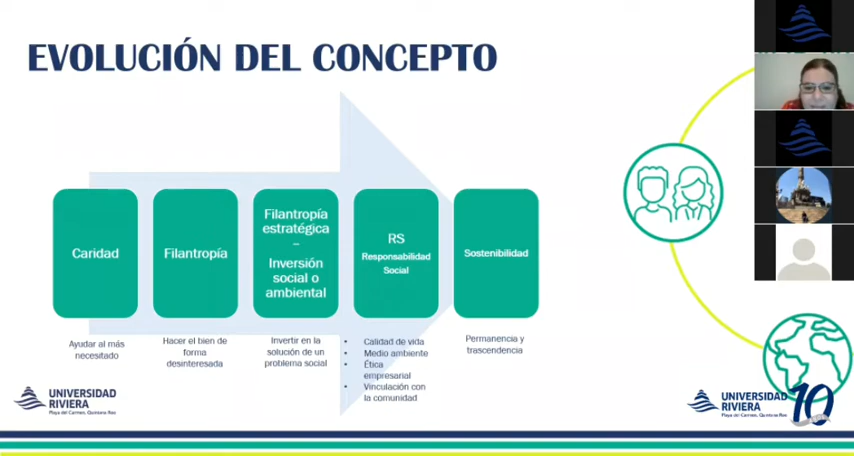 EVOLUCIÓN DEL CONCEPTO
Caridad
Filantropía
Filantropía
estratégica
–
Inversión
social o
ambiental
RS
Responsabilidad
Social
Sostenibilidad
Ayudar al más
necesitado
Hacer el bien de
forma
desinteresada
Invertir en la
solución de un
problema social
• Calidad de vida
• Medio ambiente
• Ética
empresarial
• Vinculación con
la comunidad
Permanencia y
trascendencia
UNIVERSIDAD
RIVIERA
Playa del Carmen, Quintana Roo
UNIVERSIDAD
RIVIERA
Playa del Carmen, Quintana Roo
10